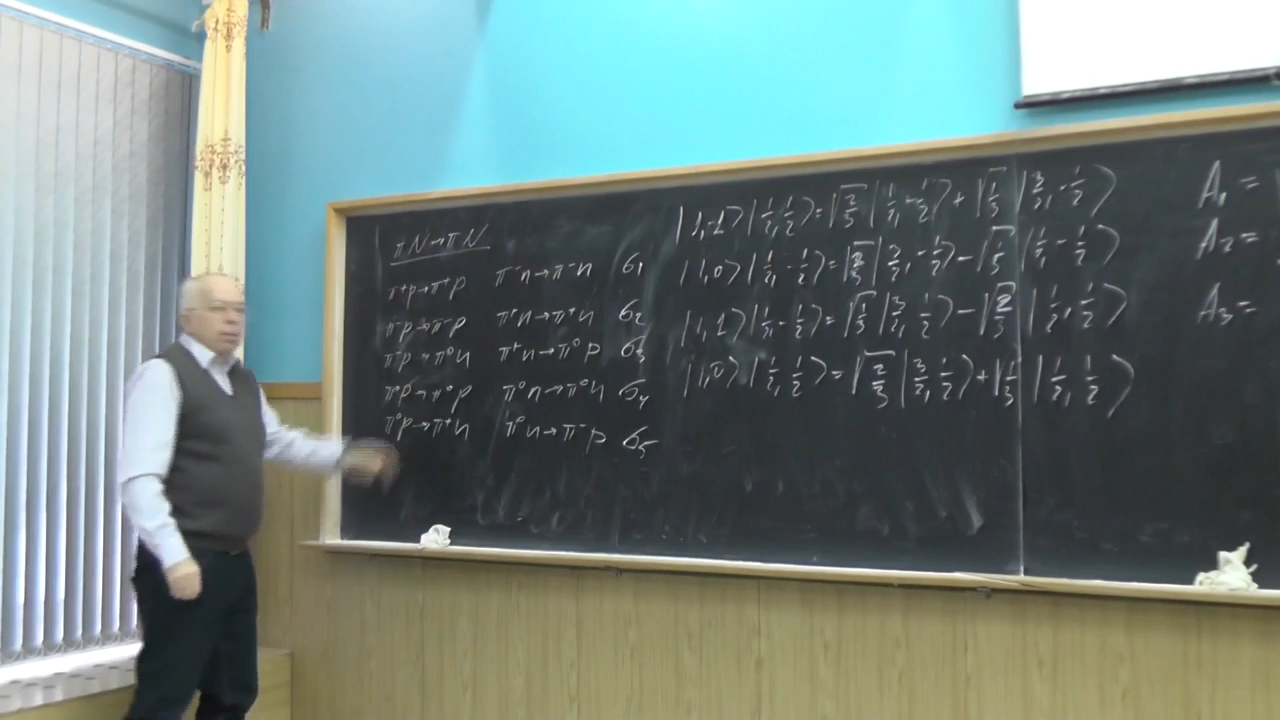 πN→πN
π⁺p→π⁺p π⁻n→π⁻n σ₁
π⁻p→π⁻p π⁺n→π⁺n σ₂
π⁻p→π⁰n π⁺n→π⁰p σ₃
π⁰p→π⁰p π⁰n→π⁰n σ₄
π⁰p→π⁺n π⁰n→π⁻p σ₅
|1,-1⟩|½,½⟩=√⅔|½,-½⟩+√⅓|3/2,-½⟩
|1,0⟩|½,-½⟩=√⅔|3/2,-½⟩-√⅓|½,-½⟩
|1,1⟩|½,-½⟩=√⅓|3/2,½⟩-√⅔|½,½⟩
|1,0⟩|½,½⟩=√⅔|3/2,½⟩+√⅓|½,½⟩
A₁=
A₂=
A₃=